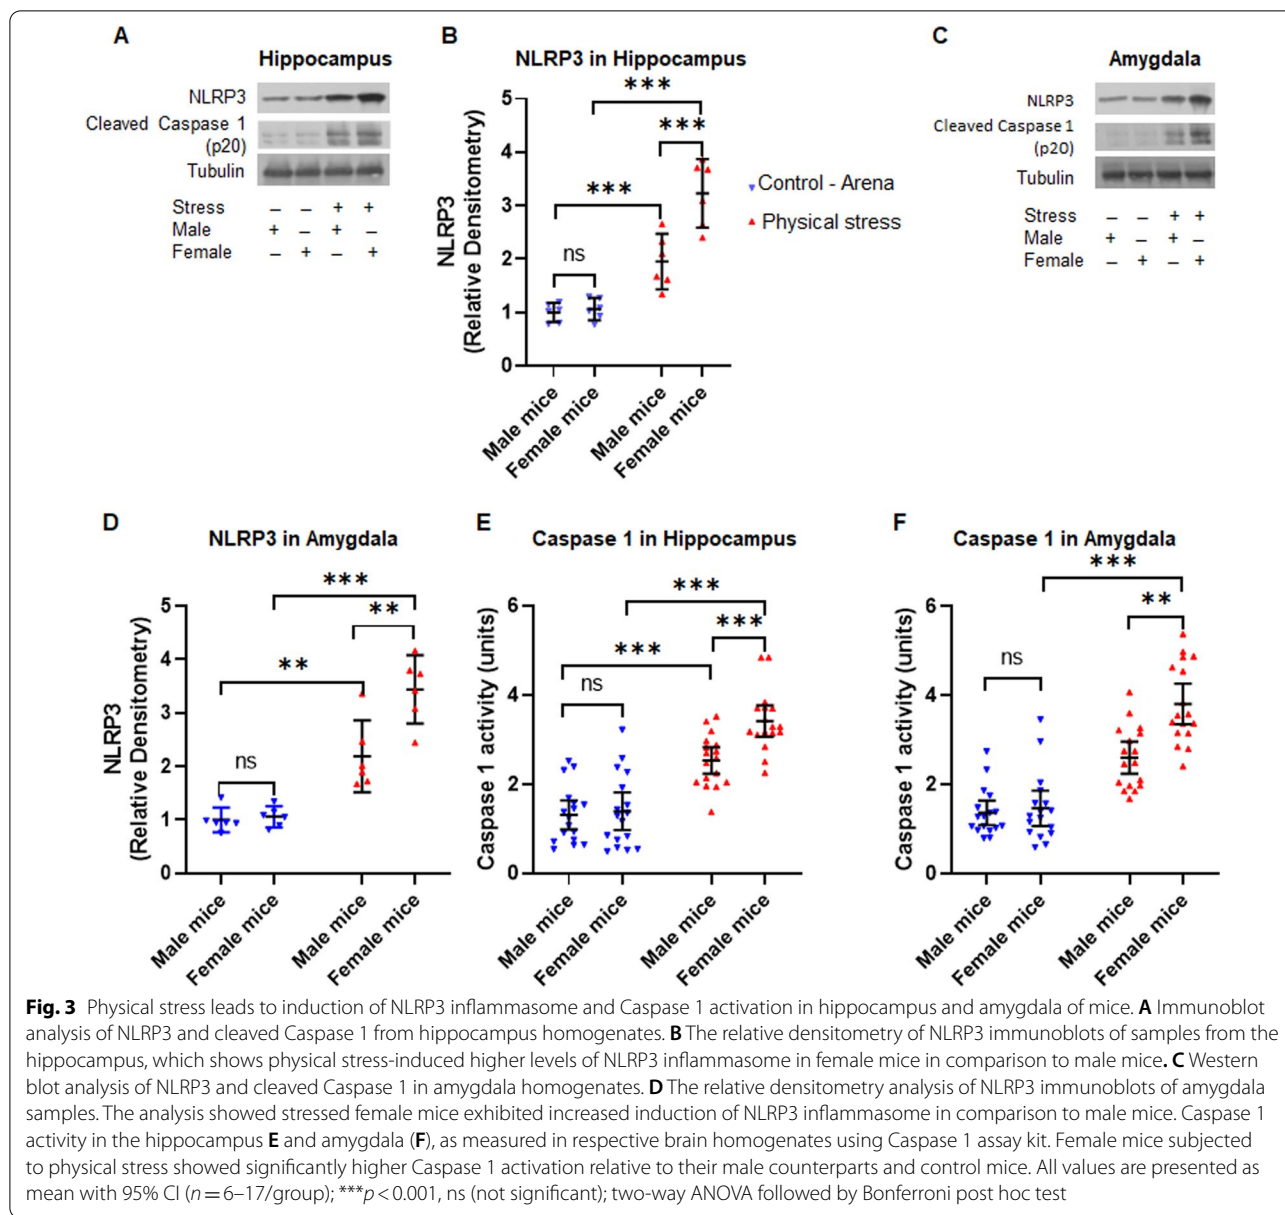 A
Hippocampus
NLRP3
Cleaved Caspase 1
(p20)
Tubulin
Stress – – + +
Male + – + –
Female – + – +
B
NLRP3 in Hippocampus
***
***
***
ns
NLRP3
(Relative Densitometry)
5
4
3
2
1
0
Male mice
Female mice
Male mice
Female mice
Control - Arena
Physical stress
C
Amygdala
NLRP3
Cleaved Caspase 1
(p20)
Tubulin
Stress – – + +
Male + – + –
Female – + – +
D
NLRP3 in Amygdala
***
**
**
ns
NLRP3
(Relative Densitometry)
5
4
3
2
1
0
Male mice
Female mice
Male mice
Female mice
E
Caspase 1 in Hippocampus
***
***
***
ns
Caspase 1 activity (units)
6
4
2
0
Male mice
Female mice
Male mice
Female mice
F
Caspase 1 in Amygdala
***
**
ns
Caspase 1 activity (units)
6
4
2
0
Male mice
Female mice
Male mice
Female mice
Fig. 3 Physical stress leads to induction of NLRP3 inflammasome and Caspase 1 activation in hippocampus and amygdala of mice. A Immunoblot
analysis of NLRP3 and cleaved Caspase 1 from hippocampus homogenates. B The relative densitometry of NLRP3 immunoblots of samples from the
hippocampus, which shows physical stress-induced higher levels of NLRP3 inflammasome in female mice in comparison to male mice. C Western
blot analysis of NLRP3 and cleaved Caspase 1 in amygdala homogenates. D The relative densitometry analysis of NLRP3 immunoblots of amygdala
samples. The analysis showed stressed female mice exhibited increased induction of NLRP3 inflammasome in comparison to male mice. Caspase 1
activity in the hippocampus E and amygdala (F), as measured in respective brain homogenates using Caspase 1 assay kit. Female mice subjected
to physical stress showed significantly higher Caspase 1 activation relative to their male counterparts and control mice. All values are presented as
mean with 95% CI (n = 6–17/group); ***p < 0.001, ns (not significant); two-way ANOVA followed by Bonferroni post hoc test